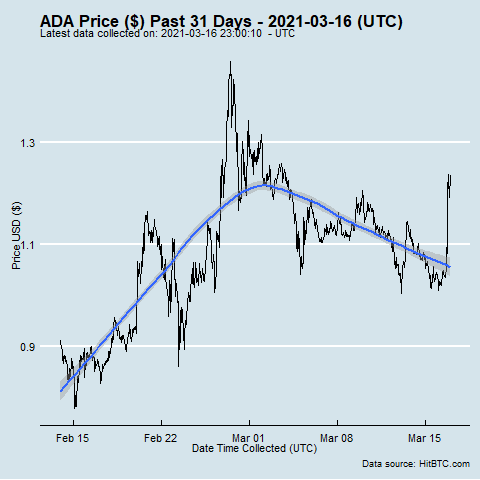 ADA Price ($) Past 31 Days - 2021-03-16 (UTC)
Latest data collected on: 2021-03-16 23:00:10 - UTC
Price USD ($)
1.3
1.1
0.9
Feb 15 Feb 22 Mar 01 Mar 08 Mar 15
Date Time Collected (UTC)
Data source: HitBTC.com